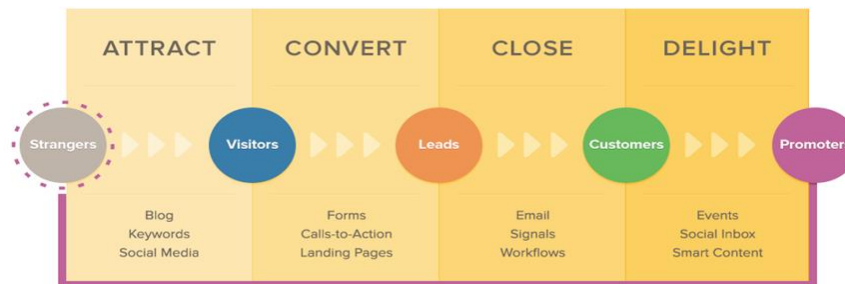 ATTRACT
CONVERT
CLOSE
DELIGHT
Strangers
Visitors
Leads
Customers
Promoter
Blog
Keywords
Social Media
Forms
Calls-to-Action
Landing Pages
Email
Signals
Workflows
Events
Social Inbox
Smart Content